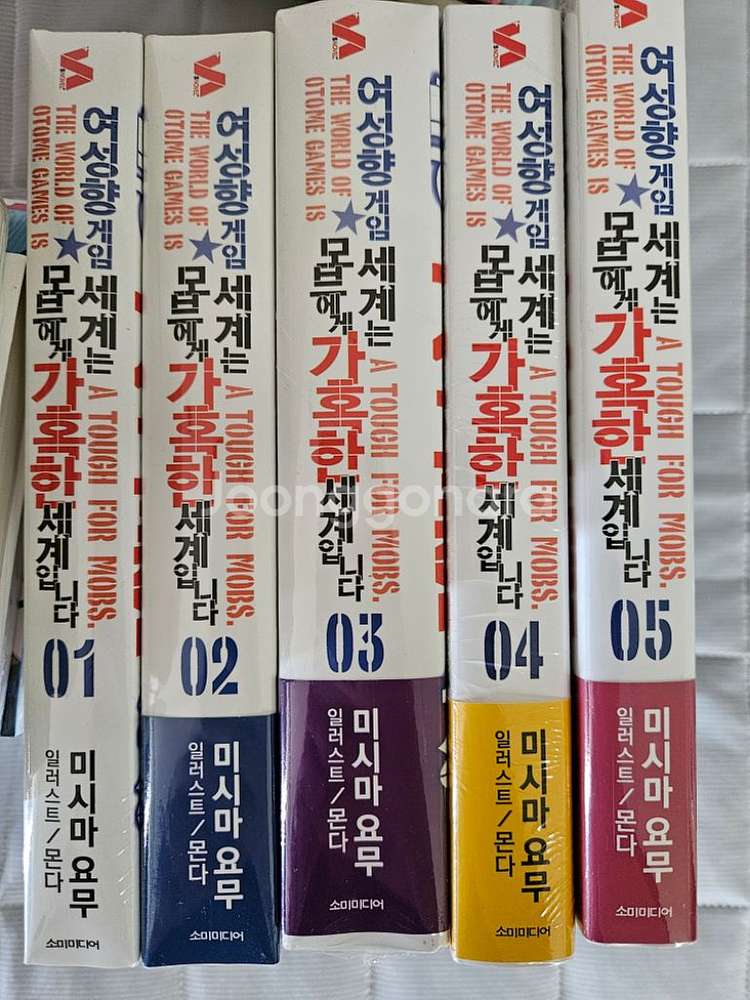 여성향 게임
세계는
THE WORLD OF
OTOME GAMES IS
모브에게
가혹한
세계입니다
A TOUGH FOR MOBS.
01
미시마 요무
일러스트/몬다
소미미디어
여성향 게임
세계는
THE WORLD OF
OTOME GAMES IS
모브에게
가혹한
세계입니다
A TOUGH FOR MOBS.
02
미시마 요무
일러스트/몬다
소미미디어
여성향 게임
세계는
THE WORLD OF
OTOME GAMES IS
모브에게
가혹한
세계입니다
A TOUGH FOR MOBS.
03
미시마 요무
일러스트/몬다
소미미디어
여성향 게임
세계는
THE WORLD OF
OTOME GAMES IS
모브에게
가혹한
세계입니다
A TOUGH FOR MOBS.
04
미시마 요무
일러스트/몬다
소미미디어
여성향 게임
세계는
THE WORLD OF
OTOME GAMES IS
모브에게
가혹한
세계입니다
A TOUGH FOR MOBS.
05
미시마 요무
일러스트/몬다
소미미디어
Joonggonara